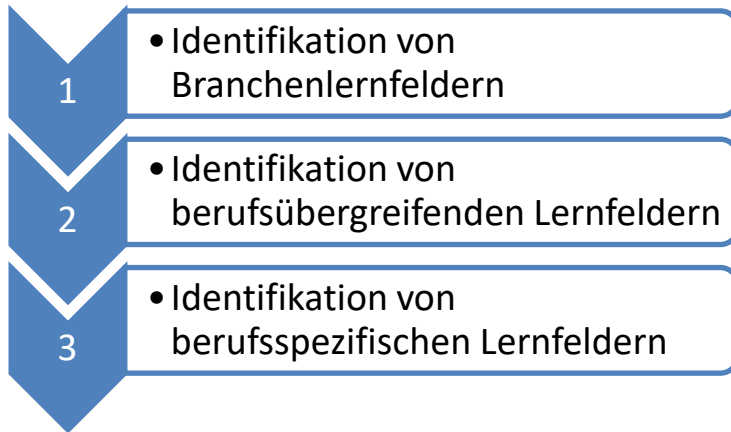 1
• Identifikation von
Branchenlernfeldern
2
• Identifikation von
berufsübergreifenden Lernfeldern
3
• Identifikation von
berufsspezifischen Lernfeldern